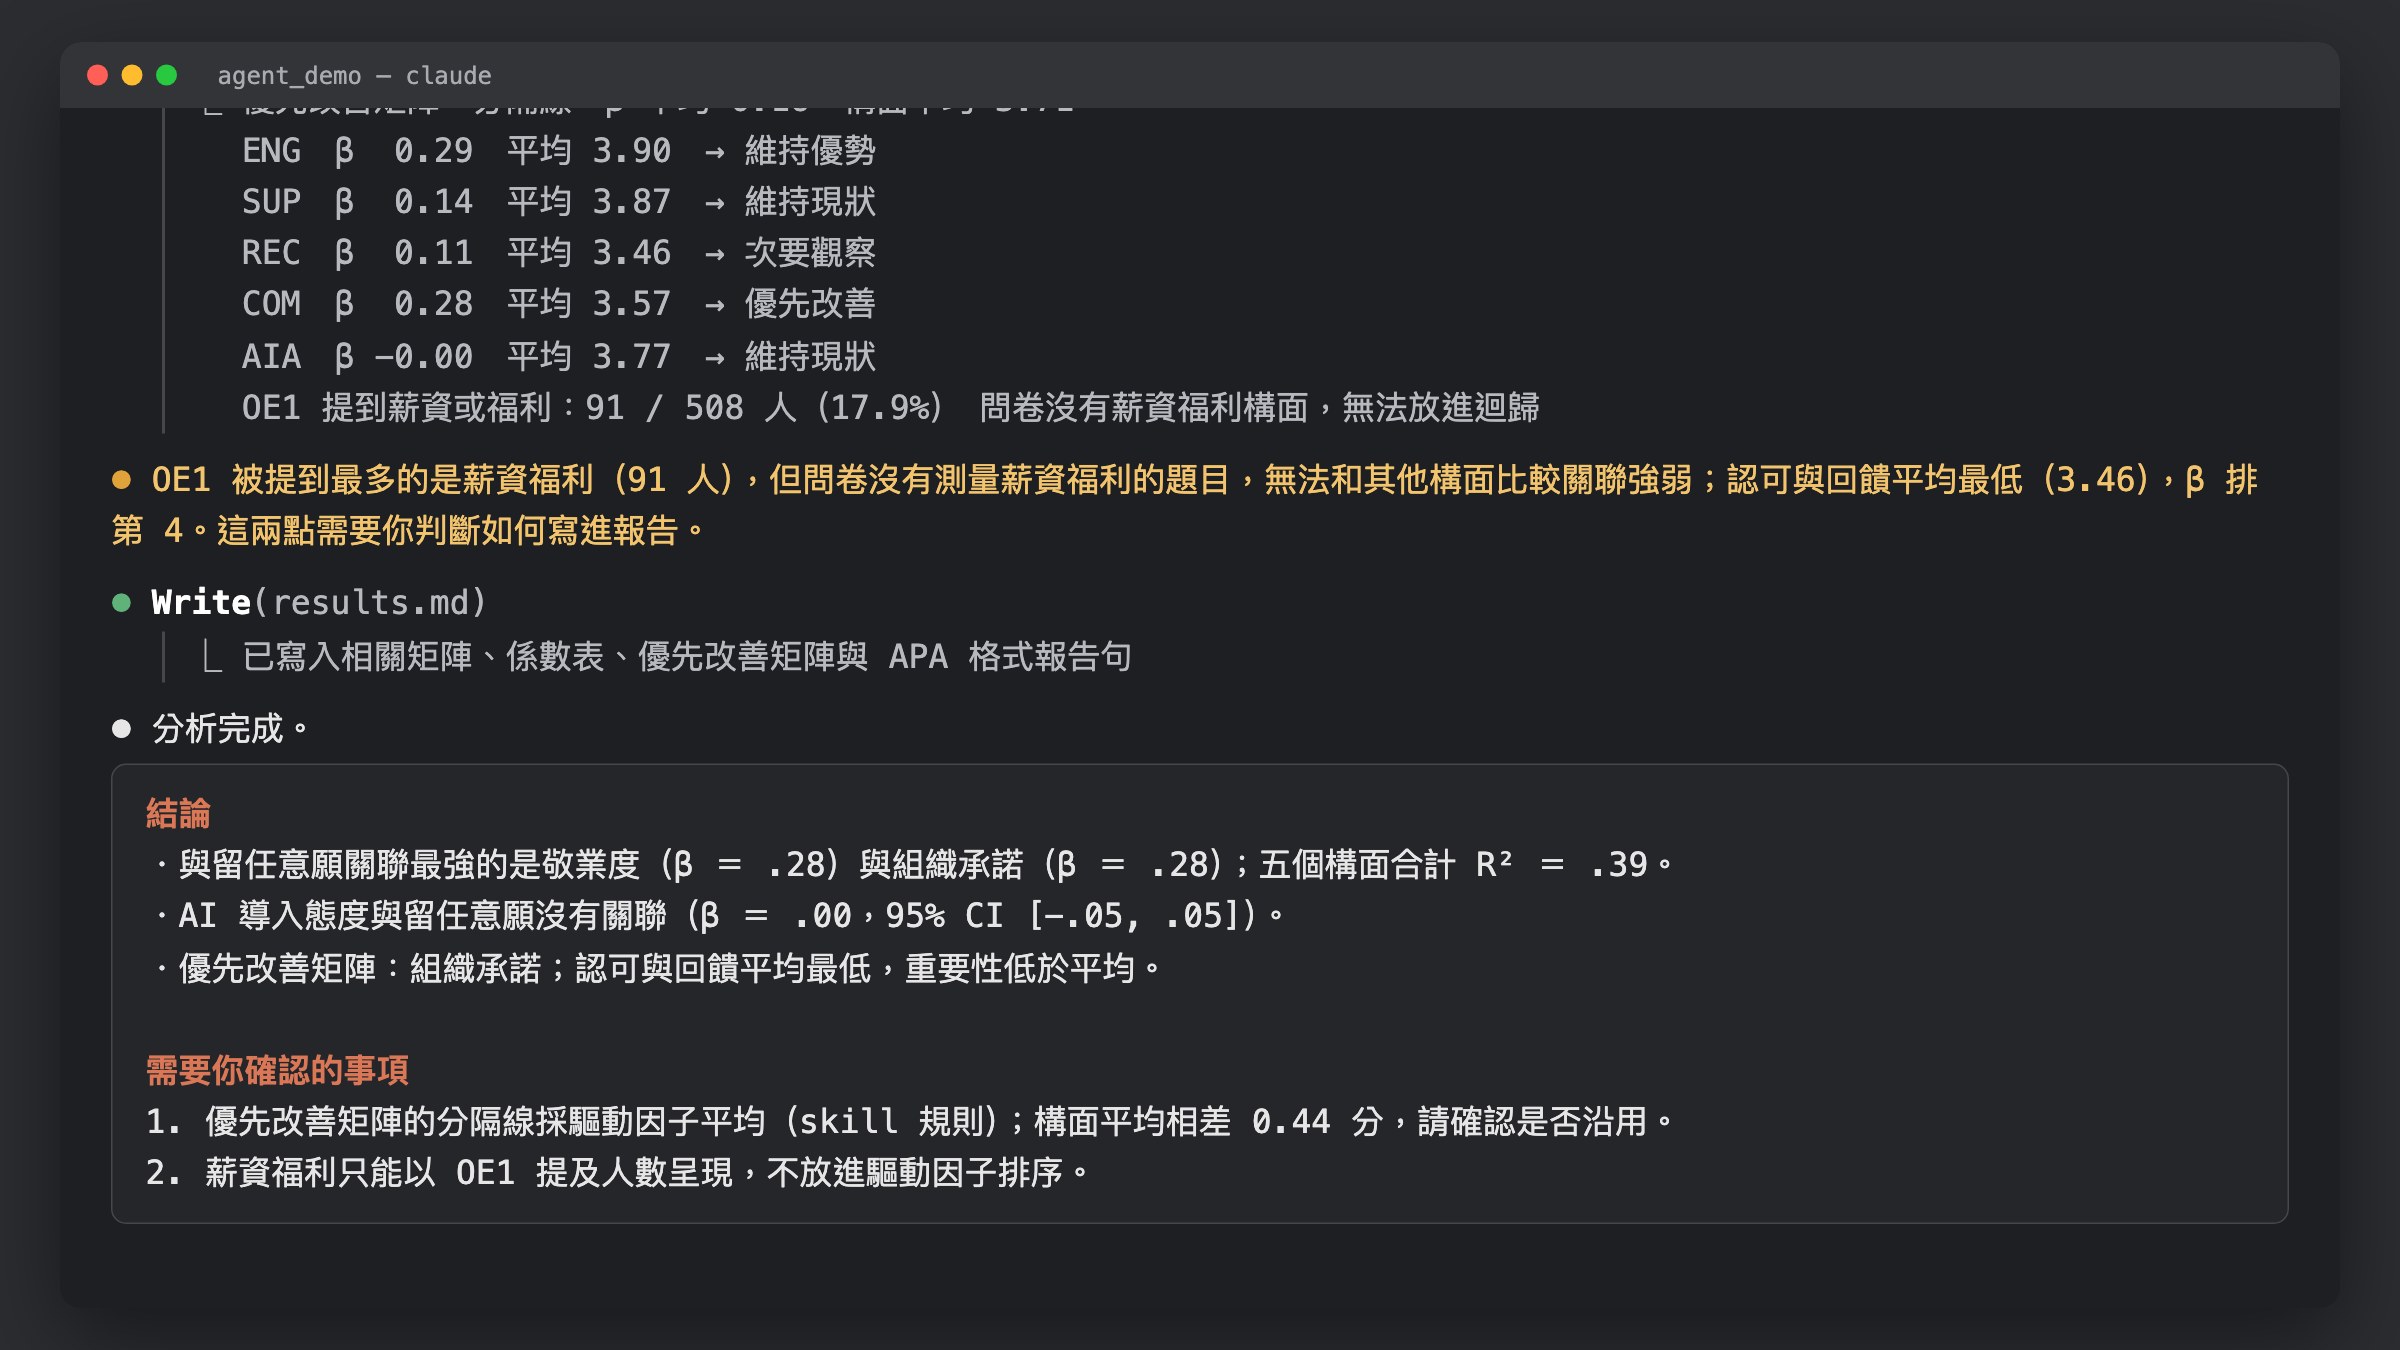 agent_demo — claude
ENG β 0.29 平均 3.90 → 維持優勢
SUP β 0.14 平均 3.87 → 維持現狀
REC β 0.11 平均 3.46 → 次要觀察
COM β 0.28 平均 3.57 → 優先改善
AIA β −0.00 平均 3.77 → 維持現狀
OE1 提到薪資或福利：91 / 508 人（17.9%） 問卷沒有薪資福利構面，無法放進迴歸
● OE1 被提到最多的是薪資福利（91 人），但問卷沒有測量薪資福利的題目，無法和其他構面比較關聯強弱；認可與回饋平均最低（3.46），β 排
第 4。這兩點需要你判斷如何寫進報告。
● Write(results.md)
⎿ 已寫入相關矩陣、係數表、優先改善矩陣與 APA 格式報告句
● 分析完成。
結論
・與留任意願關聯最強的是敬業度（β = .28）與組織承諾（β = .28）；五個構面合計 R² = .39。
・AI 導入態度與留任意願沒有關聯（β = .00，95% CI [−.05, .05]）。
・優先改善矩陣：組織承諾；認可與回饋平均最低，重要性低於平均。
需要你確認的事項
1. 優先改善矩陣的分隔線採驅動因子平均（skill 規則）；構面平均相差 0.44 分，請確認是否沿用。
2. 薪資福利只能以 OE1 提及人數呈現，不放進驅動因子排序。